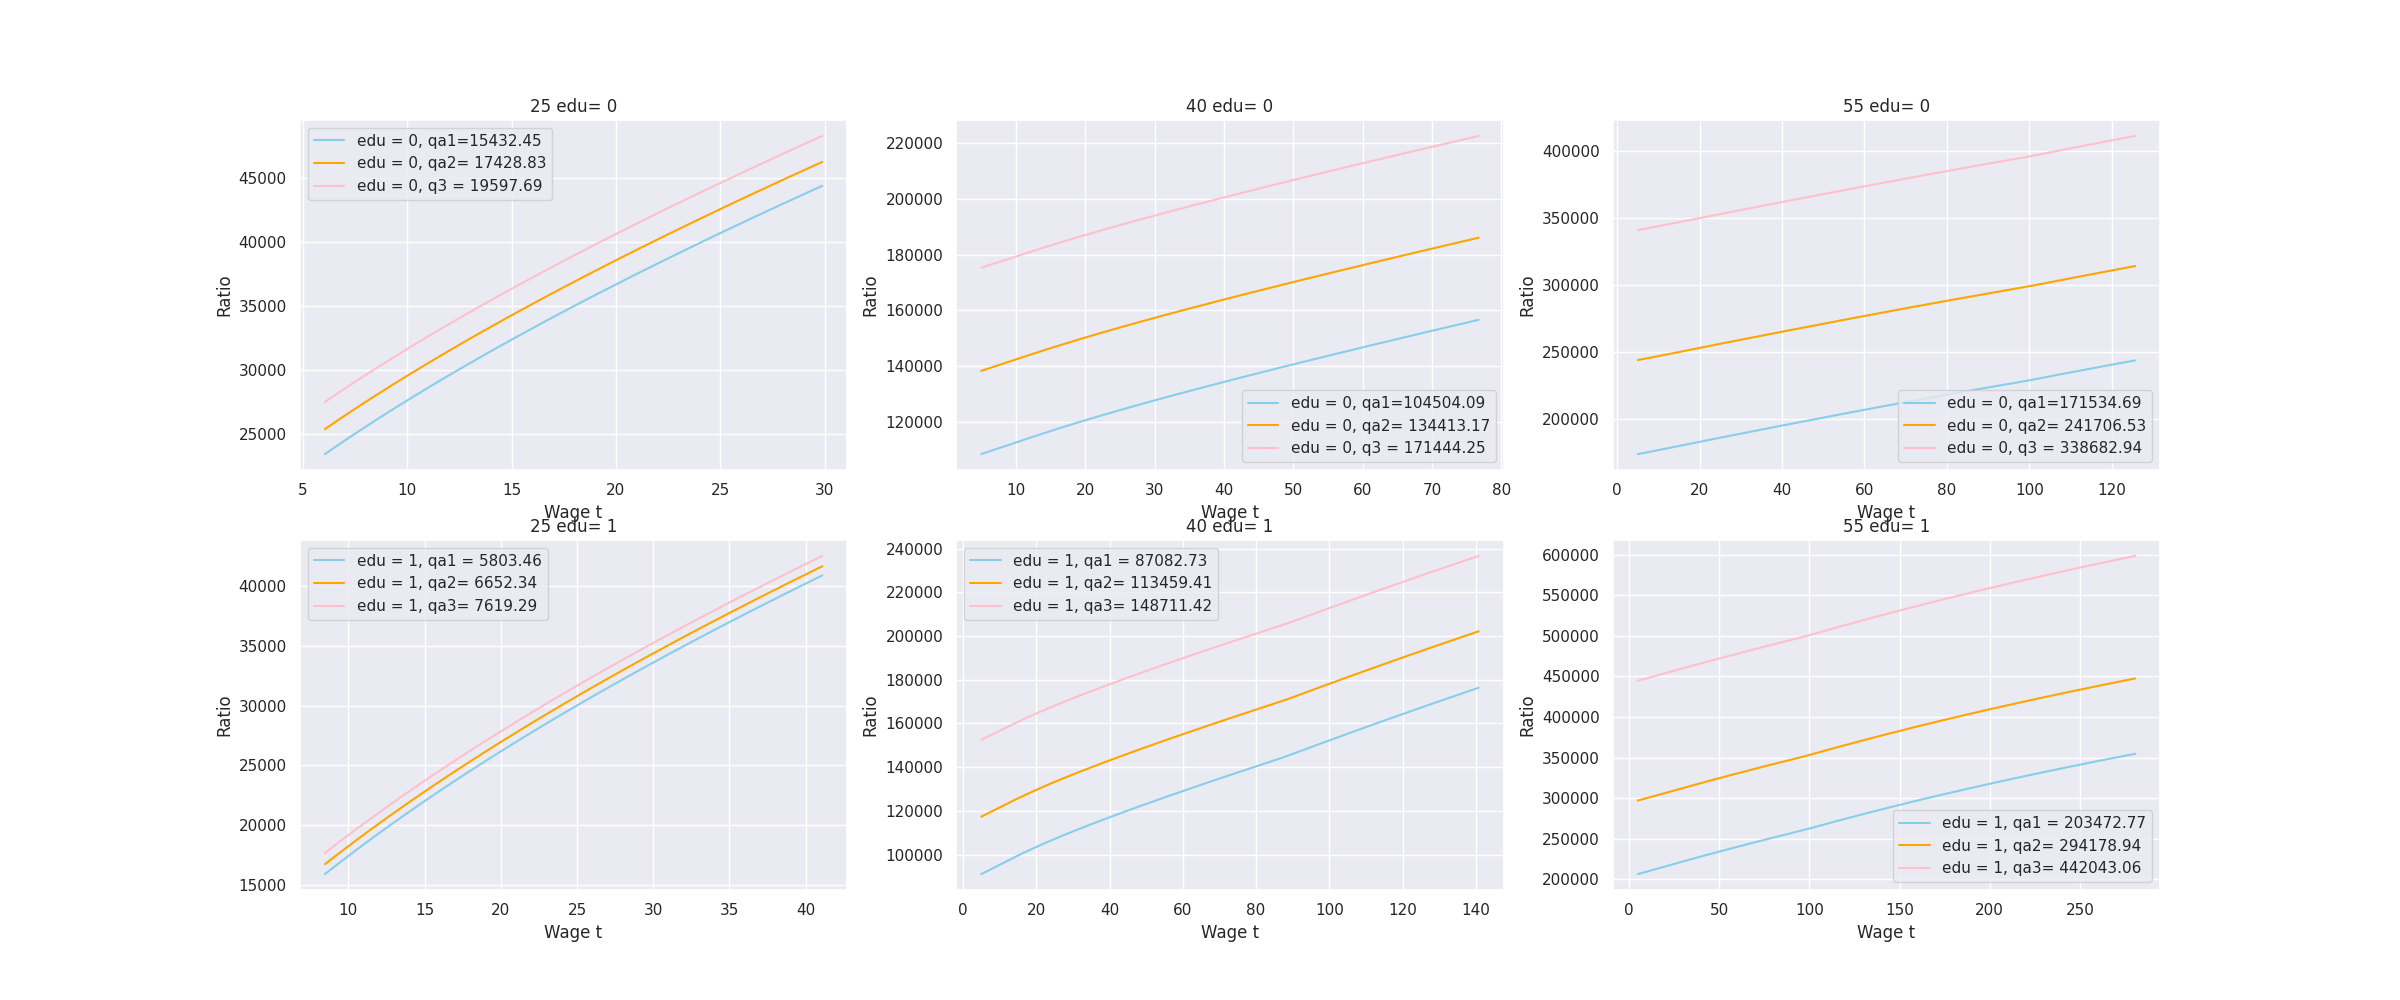 25 edu= 0
edu = 0, qa1=15432.45
edu = 0, qa2= 17428.83
edu = 0, q3 = 19597.69
45000
40000
35000
30000
25000
Ratio
5 10 15 20 25 30
Wage t
40 edu= 0
220000
200000
180000
160000
140000
120000
Ratio
edu = 0, qa1=104504.09
edu = 0, qa2= 134413.17
edu = 0, q3 = 171444.25
10 20 30 40 50 60 70 80
Wage t
55 edu= 0
400000
350000
300000
250000
200000
Ratio
edu = 0, qa1=171534.69
edu = 0, qa2= 241706.53
edu = 0, q3 = 338682.94
0 20 40 60 80 100 120
Wage t
25 edu= 1
edu = 1, qa1 = 5803.46
edu = 1, qa2= 6652.34
edu = 1, qa3= 7619.29
40000
35000
30000
25000
20000
15000
Ratio
10 15 20 25 30 35 40
Wage t
40 edu= 1
edu = 1, qa1 = 87082.73
edu = 1, qa2= 113459.41
edu = 1, qa3= 148711.42
240000
220000
200000
180000
160000
140000
120000
100000
Ratio
0 20 40 60 80 100 120 140
Wage t
55 edu= 1
600000
550000
500000
450000
400000
350000
300000
250000
200000
Ratio
edu = 1, qa1 = 203472.77
edu = 1, qa2= 294178.94
edu = 1, qa3= 442043.06
0 50 100 150 200 250
Wage t